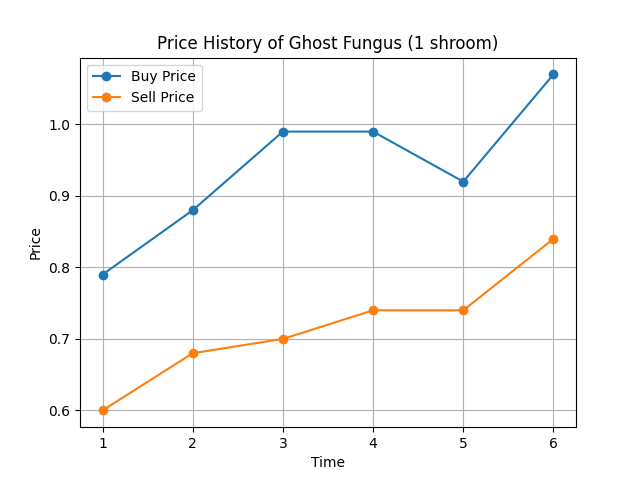 Price History of Ghost Fungus (1 shroom)
Buy Price
Sell Price
1.0
0.9
0.8
0.7
0.6
Price
1 2 3 4 5 6
Time